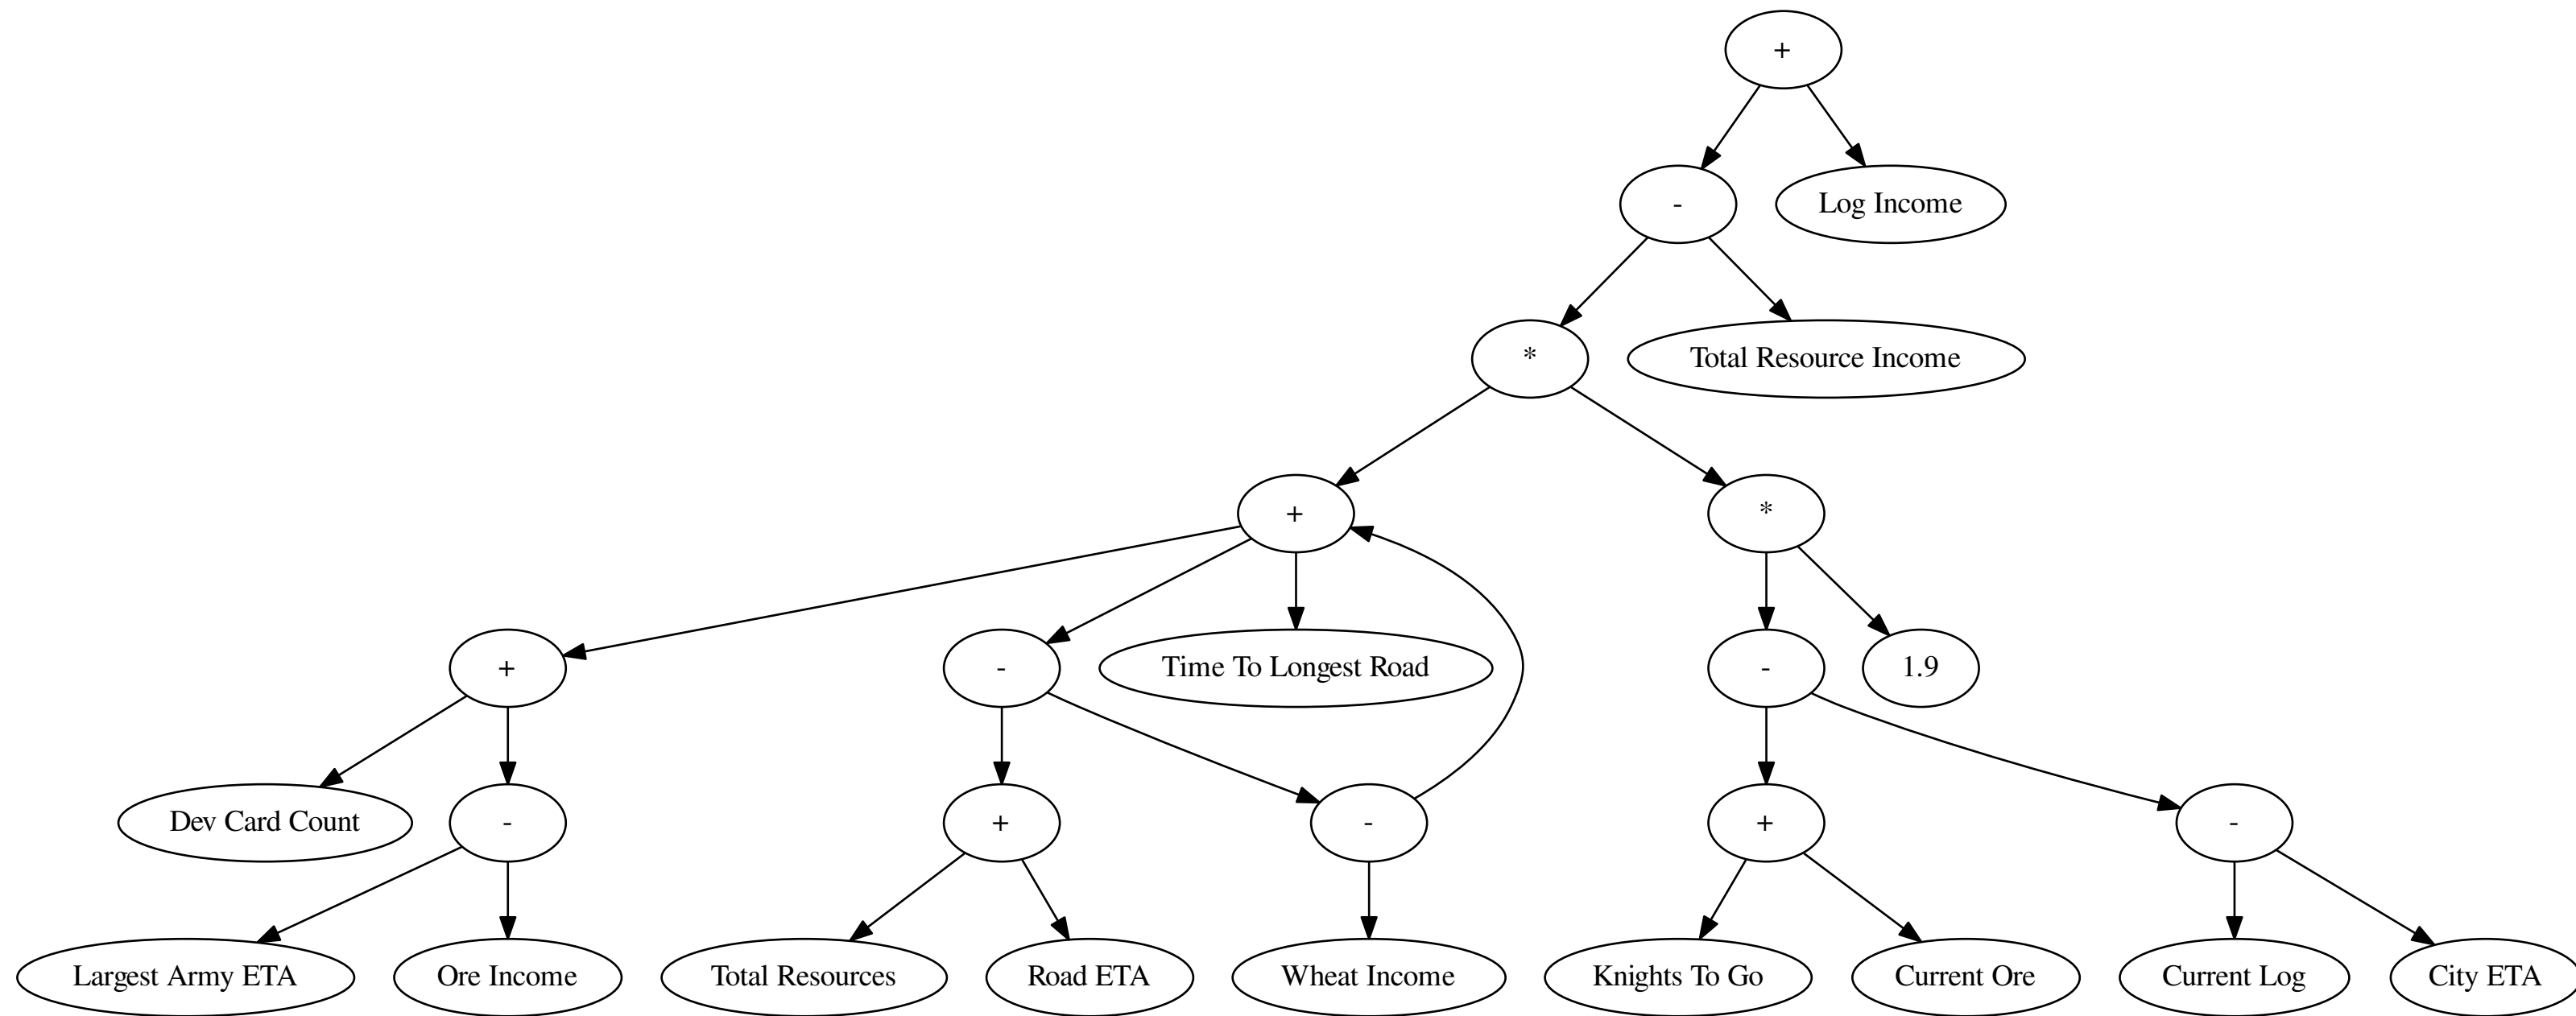 +
-
Log Income
*
Total Resource Income
+
*
+
-
Time To Longest Road
-
1.9
Dev Card Count
-
+
-
+
-
Largest Army ETA
Ore Income
Total Resources
Road ETA
Wheat Income
Knights To Go
Current Ore
Current Log
City ETA